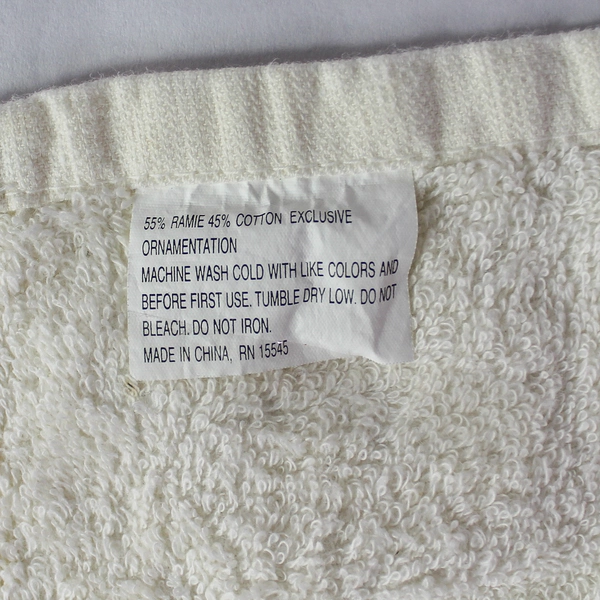 55% RAMIE 45% COTTON EXCLUSIVE
ORNAMENTATION
MACHINE WASH COLD WITH LIKE COLORS AND
BEFORE FIRST USE. TUMBLE DRY LOW. DO NOT
BLEACH. DO NOT IRON.
MADE IN CHINA, RN 15545